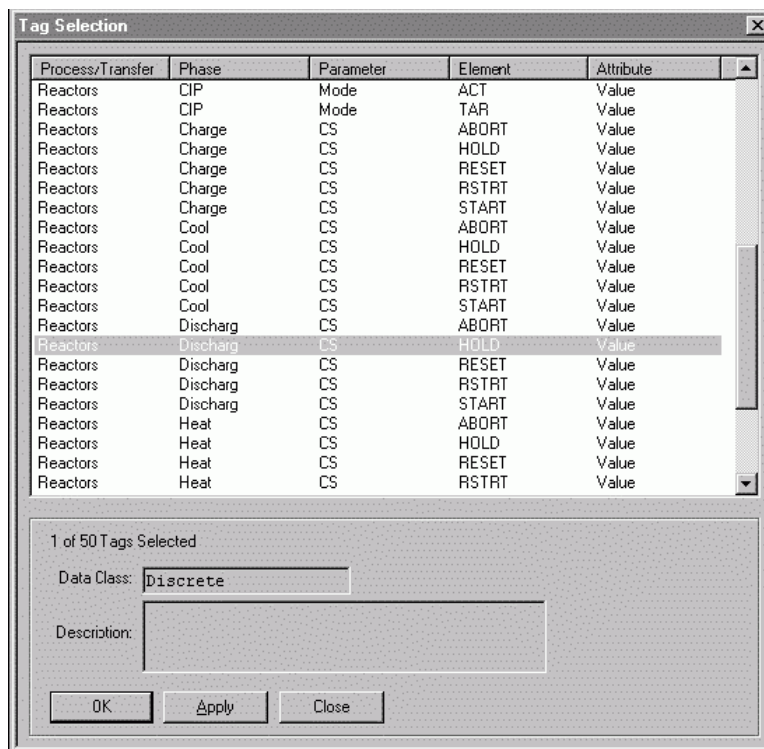 Tag Selection
Process/Transfer Phase Parameter Element Attribute
Reactors CIP Mode ACT Value
Reactors CIP Mode TAR Value
Reactors Charge CS ABORT Value
Reactors Charge CS HOLD Value
Reactors Charge CS RESET Value
Reactors Charge CS RSTRT Value
Reactors Charge CS START Value
Reactors Cool CS ABORT Value
Reactors Cool CS HOLD Value
Reactors Cool CS RESET Value
Reactors Cool CS RSTRT Value
Reactors Cool CS START Value
Reactors Discharg CS ABORT Value
Reactors Discharg CS HOLD Value
Reactors Discharg CS RESET Value
Reactors Discharg CS RSTRT Value
Reactors Discharg CS START Value
Reactors Heat CS ABORT Value
Reactors Heat CS HOLD Value
Reactors Heat CS RESET Value
Reactors Heat CS RSTRT Value
1 of 50 Tags Selected
Data Class: Discrete
Description:
OK Apply Close